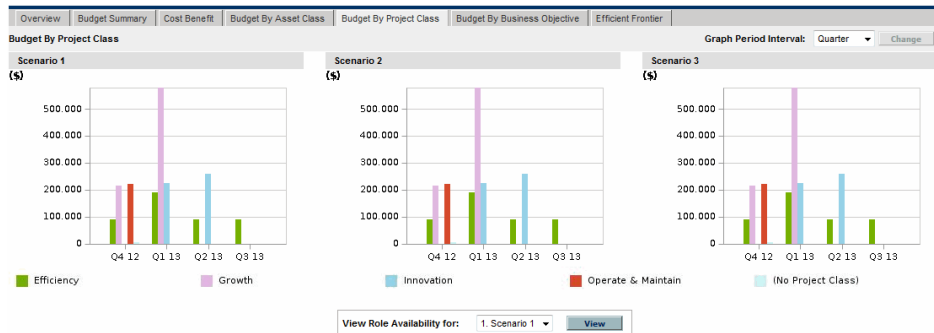 Overview Budget Summary Cost Benefit Budget By Asset Class Budget By Project Class Budget By Business Objective Efficient Frontier
Budget By Project Class Graph Period Interval: Quarter Change
Scenario 1 Scenario 2 Scenario 3
($) ($) ($)
500.000 500.000 500.000
400.000 400.000 400.000
300.000 300.000 300.000
200.000 200.000 200.000
100.000 100.000 100.000
0 0 0
Q4 12 Q1 13 Q2 13 Q3 13 Q4 12 Q1 13 Q2 13 Q3 13 Q4 12 Q1 13 Q2 13 Q3 13
Efficiency Growth Innovation Operate & Maintain (No Project Class)
View Role Availability for: 1. Scenario 1 View